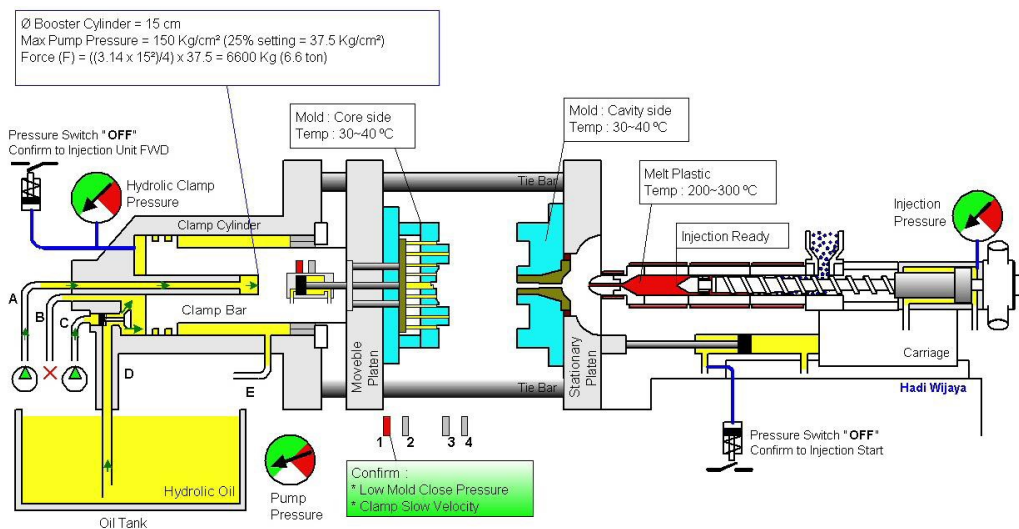 Ø Booster Cylinder = 15 cm
Max Pump Pressure = 150 Kg/cm² (25% setting = 37.5 Kg/cm²)
Force (F) = ((3.14 x 15²)/4) x 37.5 = 6600 Kg (6.6 ton)
Mold : Core side
Temp : 30~40 ºC
Mold : Cavity side
Temp : 30~40 ºC
Pressure Switch "OFF"
Confirm to Injection Unit FWD
Hydrolic Clamp
Pressure
Clamp Cylinder
Tie Bar
Melt Plastic
Temp : 200~300 ºC
Injection
Pressure
Injection Ready
A
B
C
Clamp Bar
D
E
Moveble
Platen
Stationary
Platen
Tie Bar
Carriage
Hadi Wijaya
1
2
3
4
Pressure Switch "OFF"
Confirm to Injection Start
Confirm :
* Low Mold Close Pressure
* Clamp Slow Velocity
Hydrolic Oil
Pump
Pressure
Oil Tank